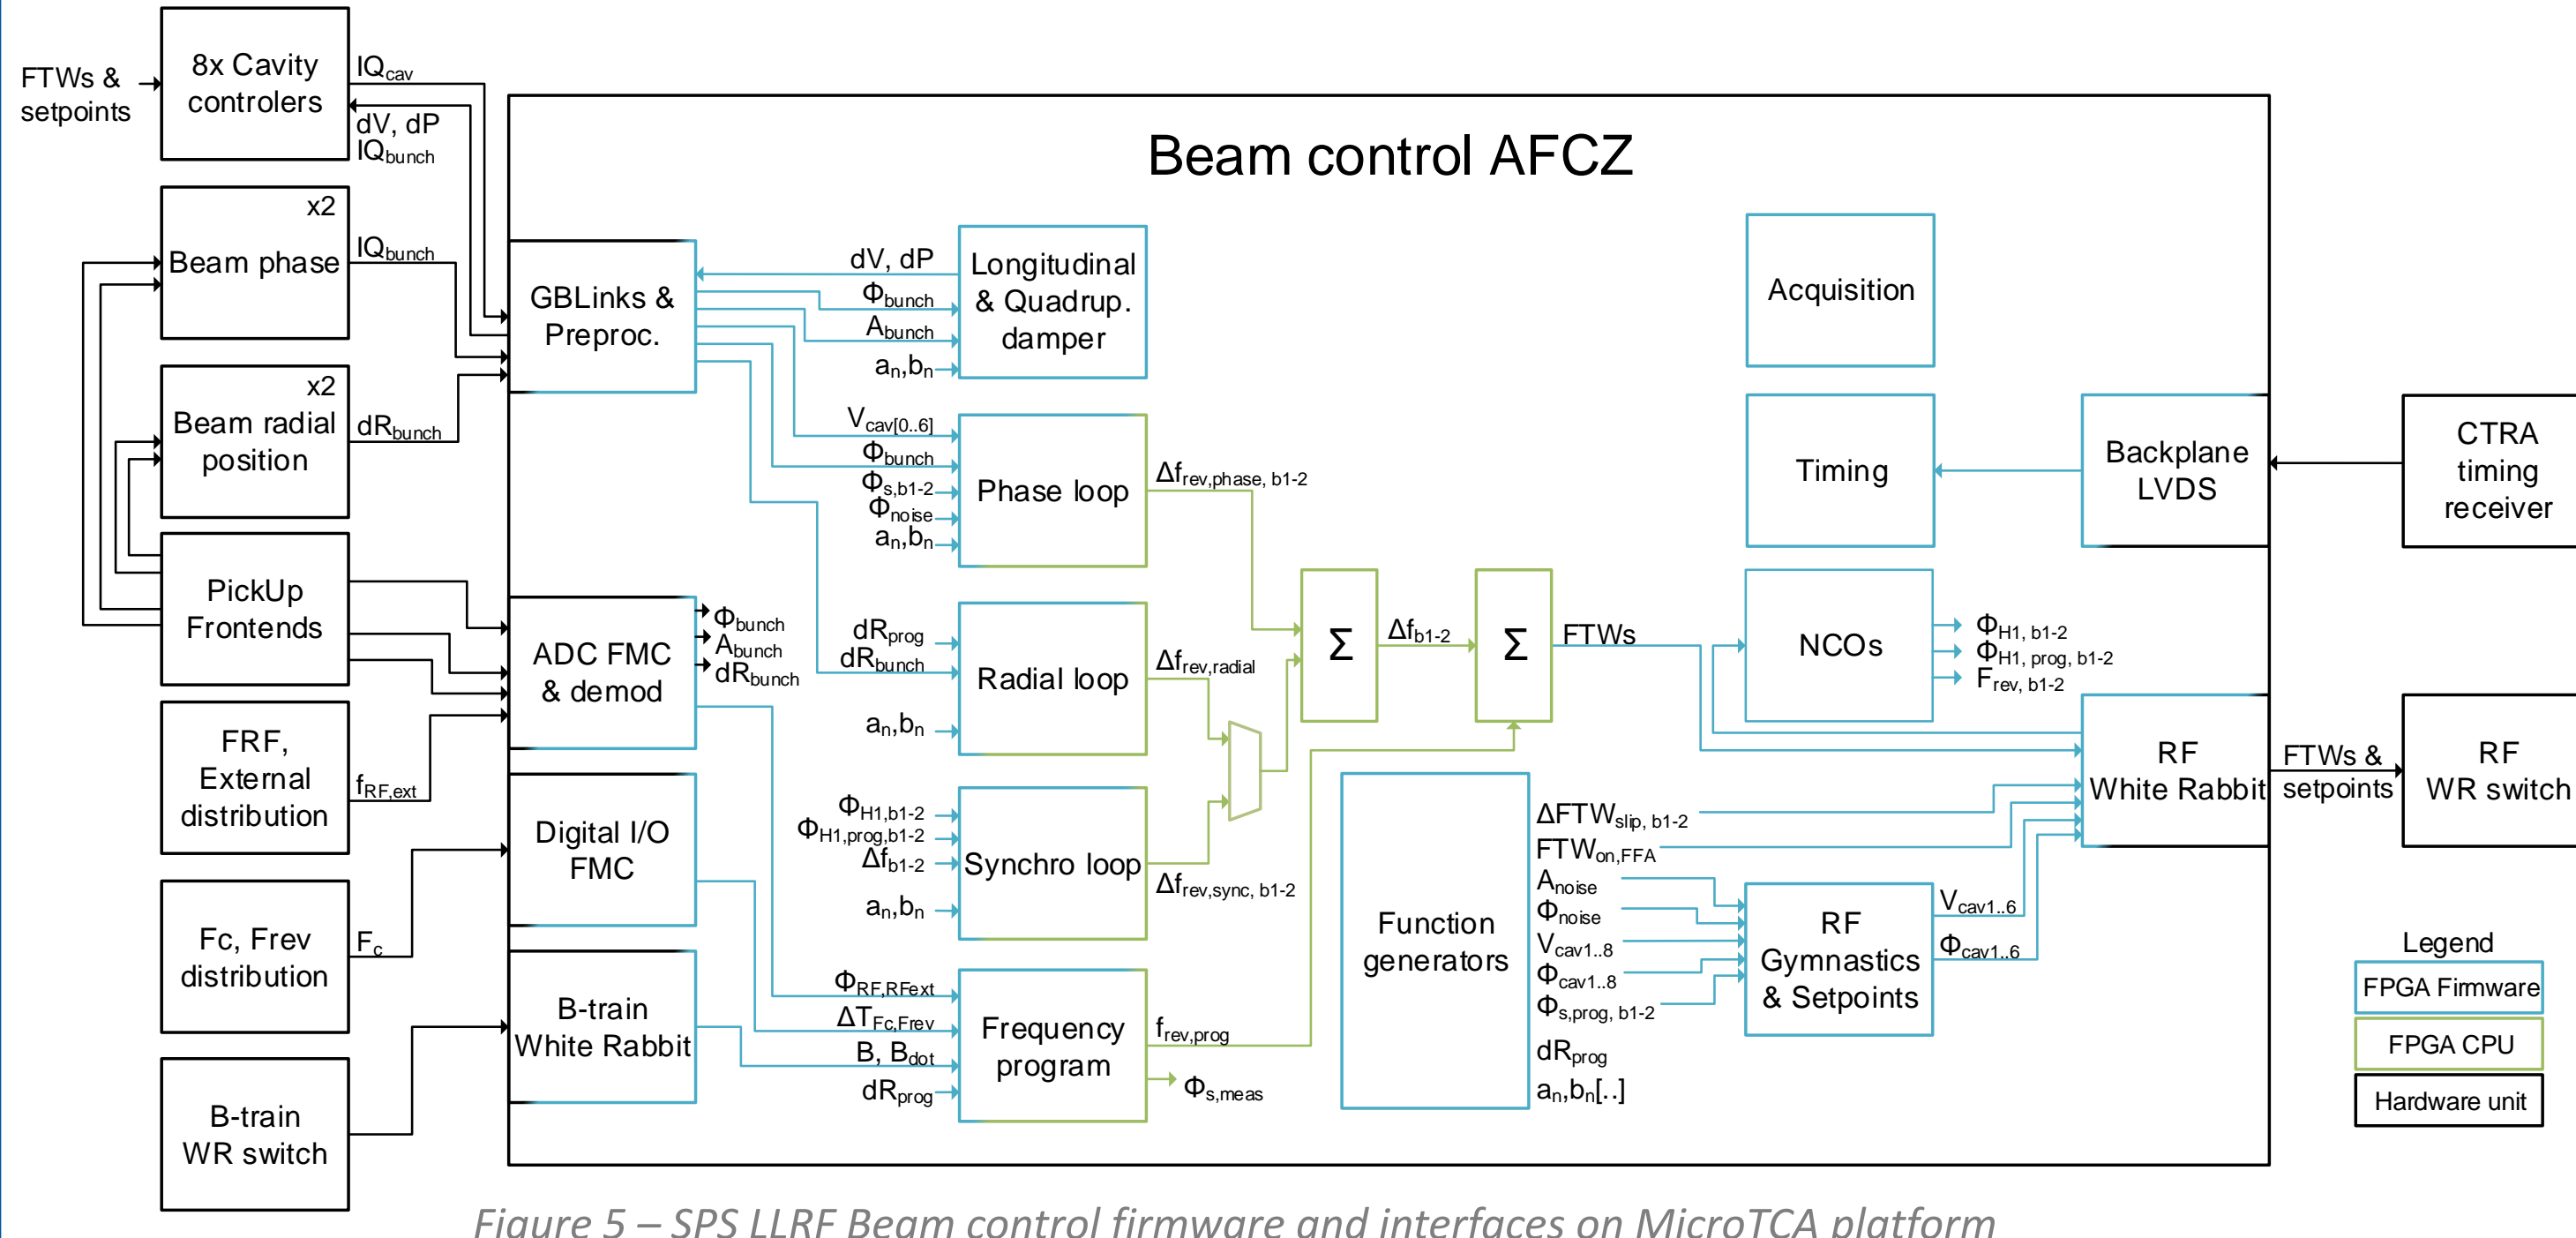 Beam control AFCZ
FTWs &
setpoints
8x Cavity
controlers
IQcav
dV, dP
IQbunch
x2
Beam phase
IQbunch
x2
Beam radial
position
dRbunch
PickUp
Frontends
FRF,
External
distribution
fRF,ext
Fc, Frev
distribution
Fc
B-train
WR switch
GBLinks &
Preproc.
ADC FMC
& demod
Φbunch
Abunch
dRbunch
Digital I/O
FMC
B-train
White Rabbit
dV, dP
Φbunch
Abunch
an,bn
Longitudinal
& Quadrup.
damper
Vcav[0..6]
Φbunch
Φs,b1-2
Φnoise
an,bn
Phase loop
Δfrev,phase, b1-2
dRprog
dRbunch
an,bn
Radial loop
Δfrev,radial
ΦH1,b1-2
ΦH1,prog,b1-2
Δfb1-2
an,bn
Synchro loop
Δfrev,sync, b1-2
ΦRF,RFext
ΔTFc,Frev
B, Bdot
dRprog
Frequency
program
frev,prog
Φs,meas
Σ
Δfb1-2
Σ
FTWs
Acquisition
Timing
Backplane
LVDS
CTRA
timing
receiver
NCOs
ΦH1, b1-2
ΦH1, prog, b1-2
Frev, b1-2
RF
White Rabbit
FTWs &
setpoints
RF
WR switch
Function
generators
ΔFTWslip, b1-2
FTWon,FFA
Anoise
Φnoise
Vcav1..8
Φcav1..8
Φs,prog, b1-2
dRprog
an,bn[..]
RF
Gymnastics
& Setpoints
Vcav1..6
Φcav1..6
Legend
FPGA Firmware
FPGA CPU
Hardware unit
Figure 5 – SPS LLRF Beam control firmware and interfaces on MicroTCA platform